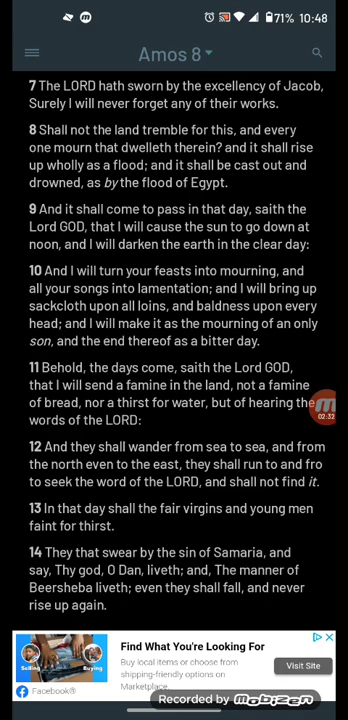 71% 10:48
Amos 8
7 The LORD hath sworn by the excellency of Jacob,
Surely I will never forget any of their works.
8 Shall not the land tremble for this, and every
one mourn that dwelleth therein? and it shall rise
up wholly as a flood; and it shall be cast out and
drowned, as by the flood of Egypt.
9 And it shall come to pass in that day, saith the
Lord GOD, that I will cause the sun to go down at
noon, and I will darken the earth in the clear day:
10 And I will turn your feasts into mourning, and
all your songs into lamentation; and I will bring up
sackcloth upon all loins, and baldness upon every
head; and I will make it as the mourning of an only
son, and the end thereof as a bitter day.
11 Behold, the days come, saith the Lord GOD,
that I will send a famine in the land, not a famine
of bread, nor a thirst for water, but of hearing the
words of the LORD:
02:32
12 And they shall wander from sea to sea, and from
the north even to the east, they shall run to and fro
to seek the word of the LORD, and shall not find it.
13 In that day shall the fair virgins and young men
faint for thirst.
14 They that swear by the sin of Samaria, and
say, Thy god, O Dan, liveth; and, The manner of
Beersheba liveth; even they shall fall, and never
rise up again.
Find What You're Looking For
Buy local items or choose from
shipping-friendly options on
Marketplace.
Visit Site
Selling
Buying
Facebook®
Recorded by mobizen